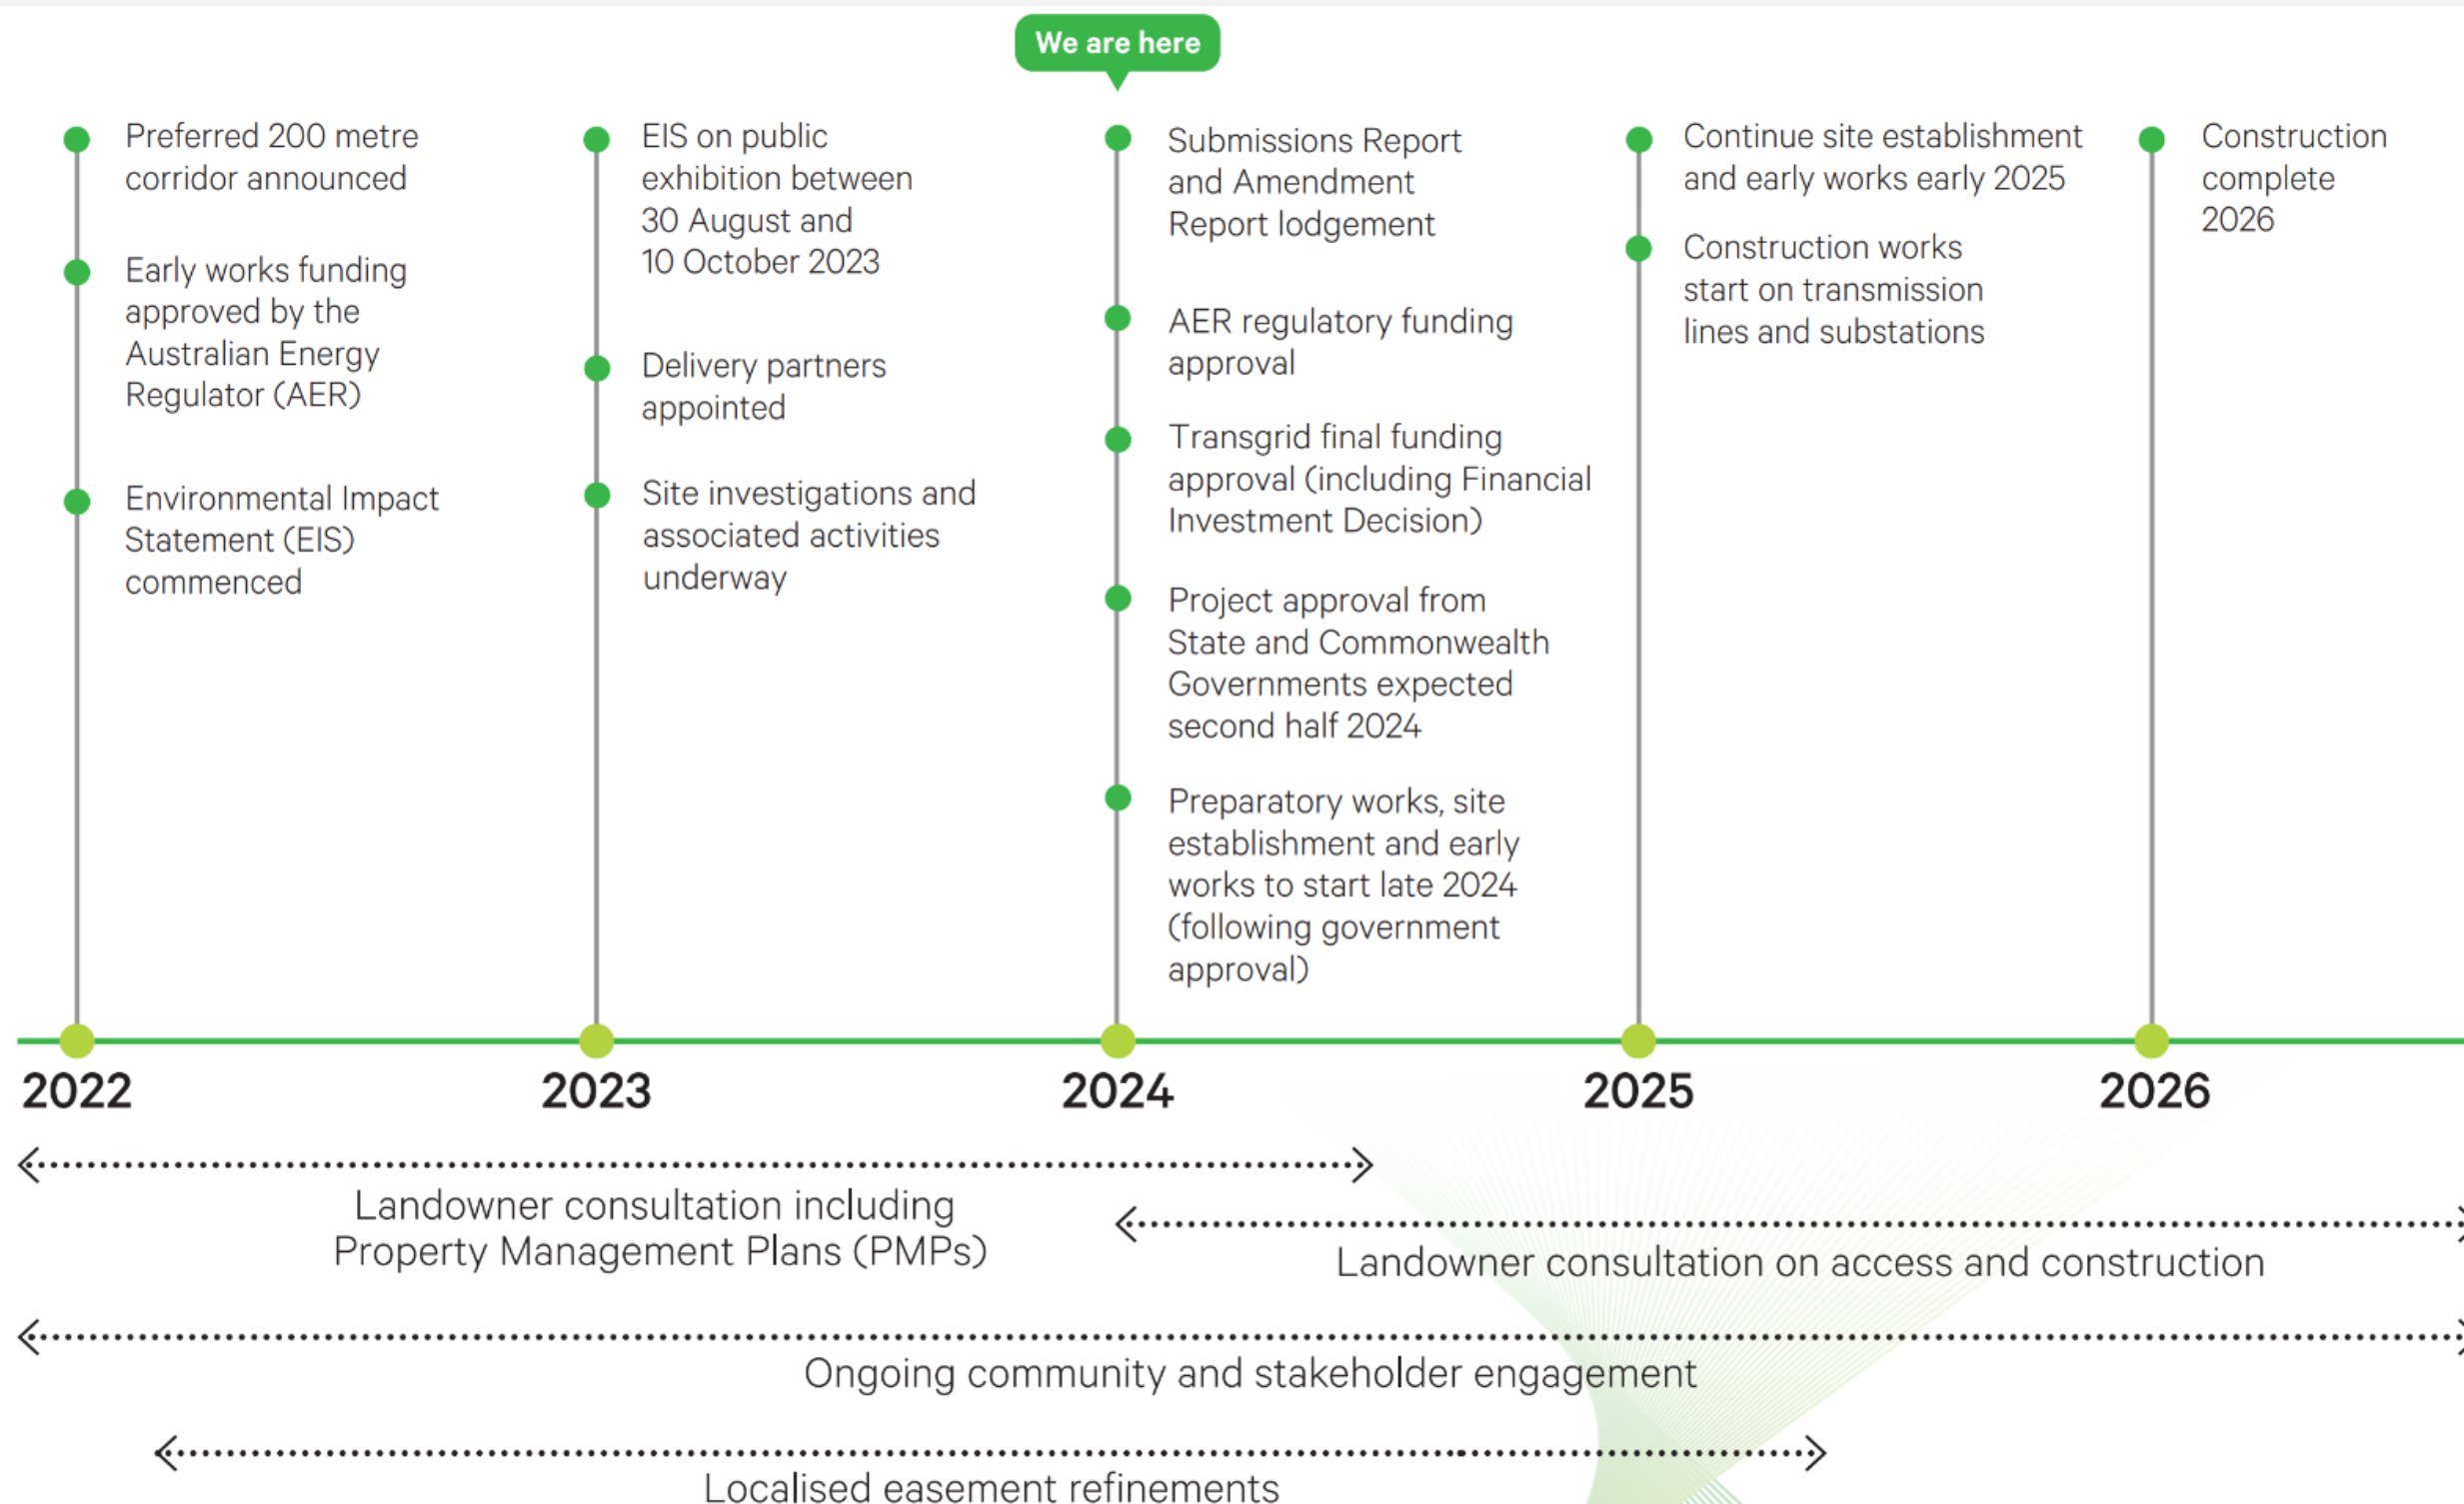 We are here
Preferred 200 metre
corridor announced
Early works funding
approved by the
Australian Energy
Regulator (AER)
Environmental Impact
Statement (EIS)
commenced
EIS on public
exhibition between
30 August and
10 October 2023
Delivery partners
appointed
Site investigations and
associated activities
underway
Submissions Report
and Amendment
Report lodgement
AER regulatory funding
approval
Transgrid final funding
approval (including Financial
Investment Decision)
Project approval from
State and Commonwealth
Governments expected
second half 2024
Preparatory works, site
establishment and early
works to start late 2024
(following government
approval)
Continue site establishment
and early works early 2025
Construction works
start on transmission
lines and substations
Construction
complete
2026
2022
2023
2024
2025
2026
Landowner consultation including
Property Management Plans (PMPs)
Landowner consultation on access and construction
Ongoing community and stakeholder engagement
Localised easement refinements